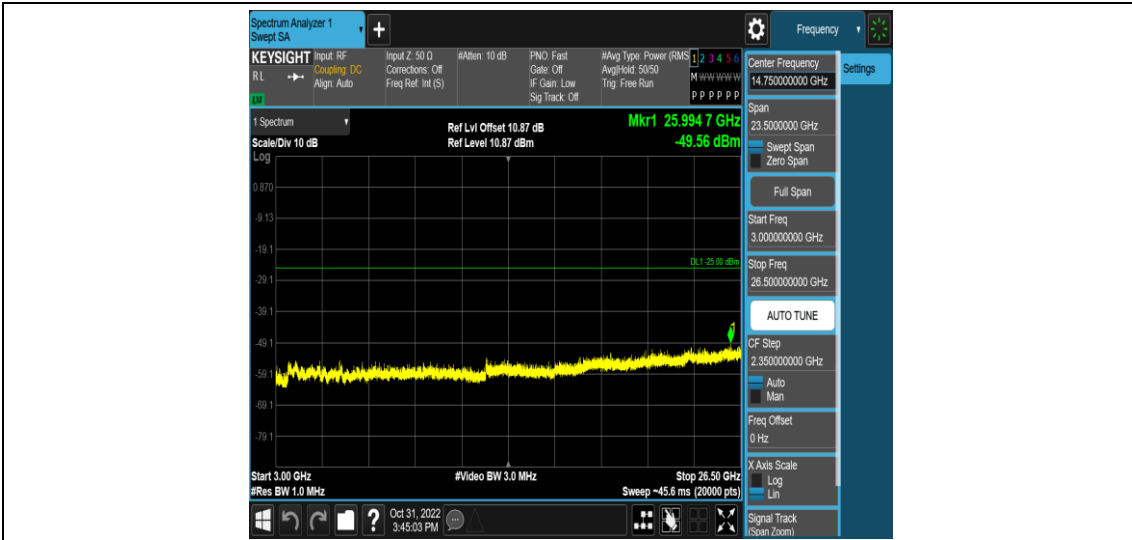 Spectrum Analyzer 1
Swept SA
+
Frequency
KEYSIGHT
RL
LXI
Input: RF
Coupling: DC
Align: Auto
Input Z: 50 Ω
Corrections: Off
Freq Ref: Int (S)
#Atten: 10 dB
PNO: Fast
Gate: Off
IF Gain: Low
Sig Track: Off
#Avg Type: Power (RMS
Avg|Hold: 50/50
Trig: Free Run
1 2 3 4 5 6
M W W W W W
P P P P P P
1 Spectrum
Scale/Div 10 dB
Log
Ref Lvl Offset 10.87 dB
Ref Level 10.87 dBm
Mkr1 25.994 7 GHz
-49.56 dBm
0.870
-9.13
-19.1
DL1 -25.00 dBm
-29.1
-39.1
-49.1
1
-59.1
-69.1
-79.1
Start 3.00 GHz
#Res BW 1.0 MHz
#Video BW 3.0 MHz
Stop 26.50 GHz
Sweep ~45.6 ms (20000 pts)
?
Oct 31, 2022
3:45:03 PM
Center Frequency
14.750000000 GHz
Settings
Span
23.5000000 GHz
Swept Span
Zero Span
Full Span
Start Freq
3.000000000 GHz
Stop Freq
26.500000000 GHz
AUTO TUNE
CF Step
2.350000000 GHz
Auto
Man
Freq Offset
0 Hz
X Axis Scale
Log
Lin
Signal Track
(Span Zoom)